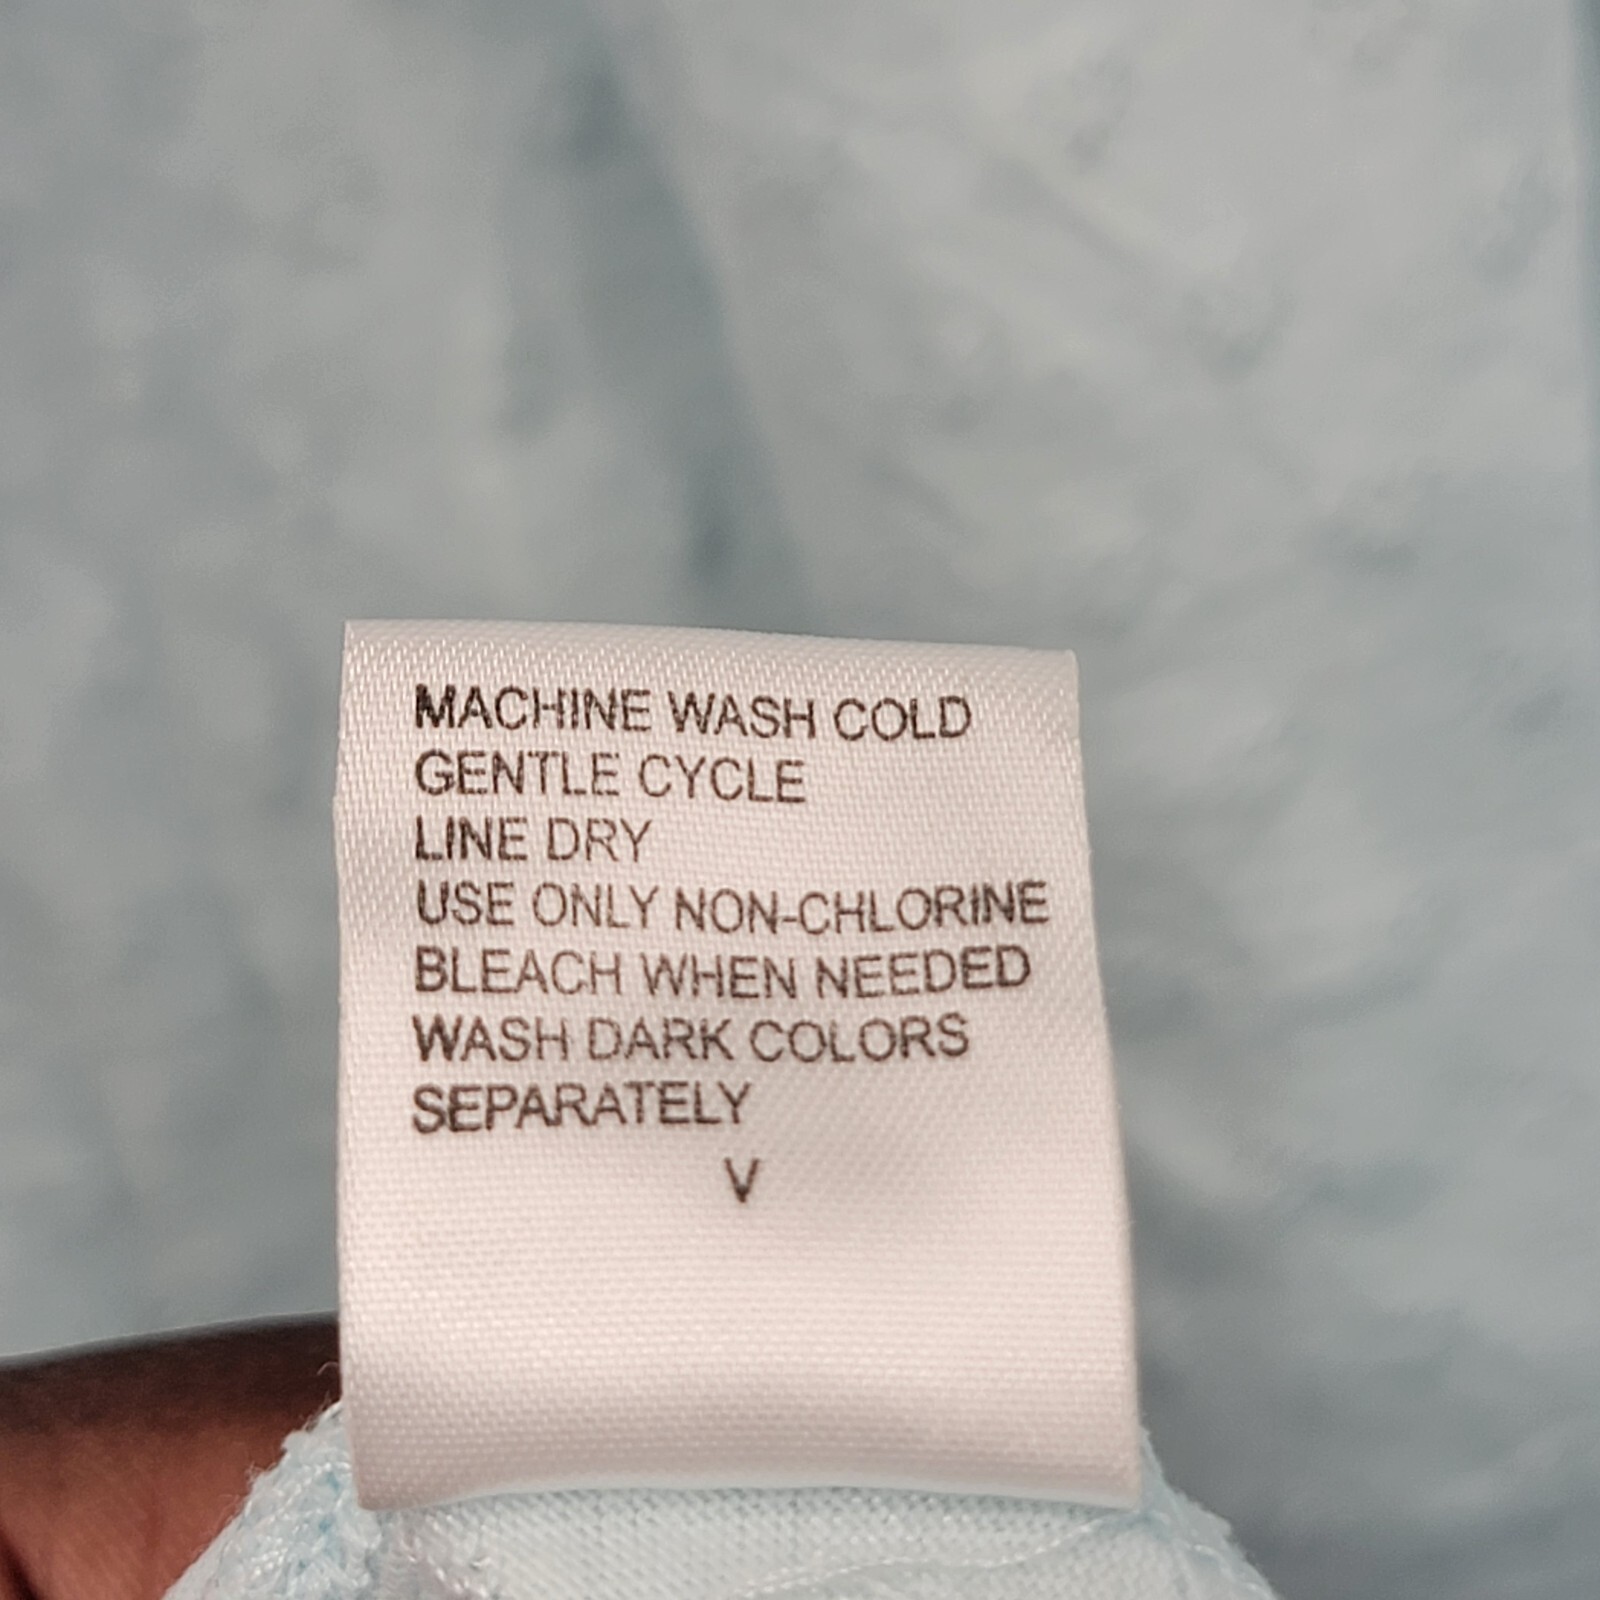 MACHINE WASH COLD
GENTLE CYCLE
LINE DRY
USE ONLY NON-CHLORINE
BLEACH WHEN NEEDED
WASH DARK COLORS
SEPARATELY
V